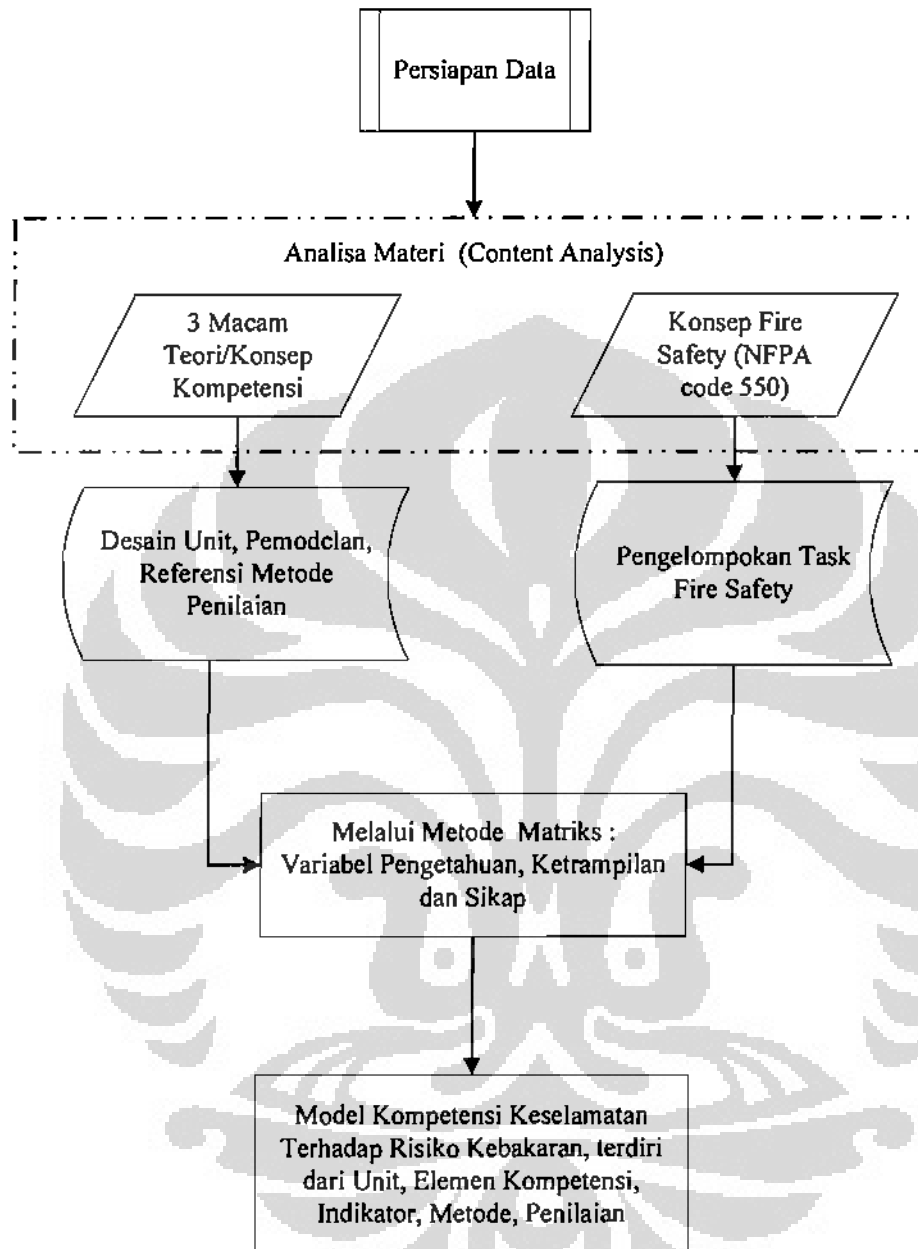 Persiapan Data
Analisa Materi (Content Analysis)
3 Macam
Teori/Konsep
Kompetensi
Konsep Fire
Safety (NFPA
code 550)
Desain Unit, Pemodelan,
Referensi Metode
Penilaian
Pengelompokan Task
Fire Safety
Melalui Metode Matriks :
Variabel Pengetahuan, Ketrampilan
dan Sikap
Model Kompetensi Keselamatan
Terhadap Risiko Kebakaran, terdiri
dari Unit, Elemen Kompetensi,
Indikator, Metode, Penilaian